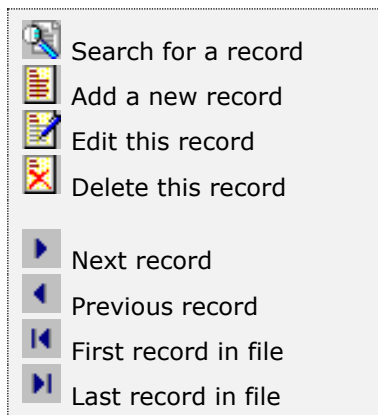 Search for a record
Add a new record
Edit this record
Delete this record
Next record
Previous record
First record in file
Last record in file